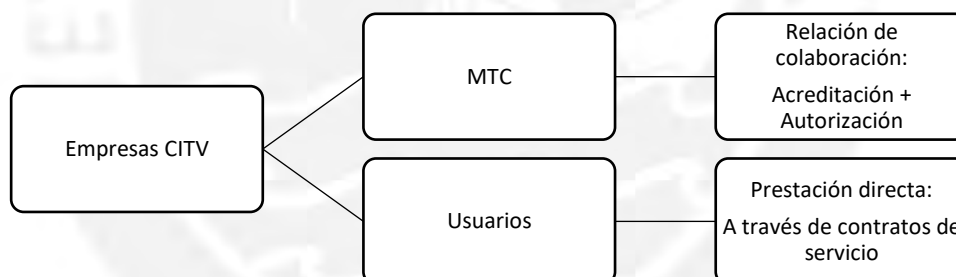 Empresas CITV
MTC
Relación de
colaboración:
Acreditación +
Autorización
Usuarios
Prestación directa:
A través de contratos de
servicio